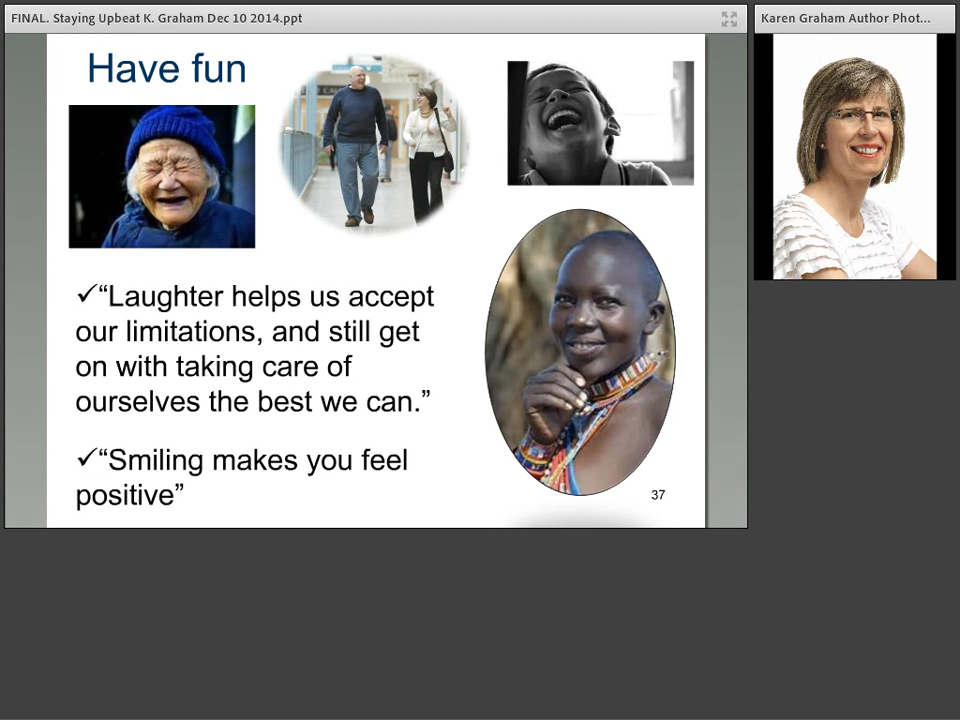 FINAL. Staying Upbeat K. Graham Dec 10 2014.ppt
Karen Graham Author Phot...
Have fun
✓“Laughter helps us accept
our limitations, and still get
on with taking care of
ourselves the best we can.”
✓“Smiling makes you feel
positive”
37